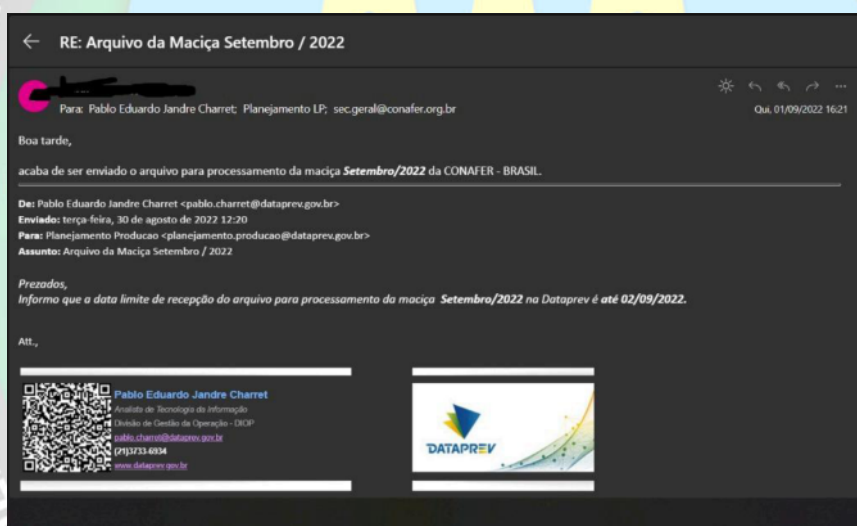 RE: Arquivo da Maciça Setembro / 2022
Para: Pablo Eduardo Jandre Charret; Planejamento LP; sec.geral@conafer.org.br
Qui, 01/09/2022 16:21
Boa tarde,
acaba de ser enviado o arquivo para processamento da maciça Setembro/2022 da CONAFER - BRASIL.
De: Pablo Eduardo Jandre Charret <pablo.charret@dataprev.gov.br>
Enviado: terça-feira, 30 de agosto de 2022 12:20
Para: Planejamento Producao <planejamento.producao@dataprev.gov.br>
Assunto: Arquivo da Maciça Setembro / 2022
Prezados,
Informo que a data limite de recepção do arquivo para processamento da maciça Setembro/2022 na Dataprev é até 02/09/2022.
Att.,
Pablo Eduardo Jandre Charret
Analista de Tecnologia da Informação
Divisão de Gestão da Operação - DIOP
pablo.charret@dataprev.gov.br
(21)3733-6934
www.dataprev.gov.br
DATAPREV